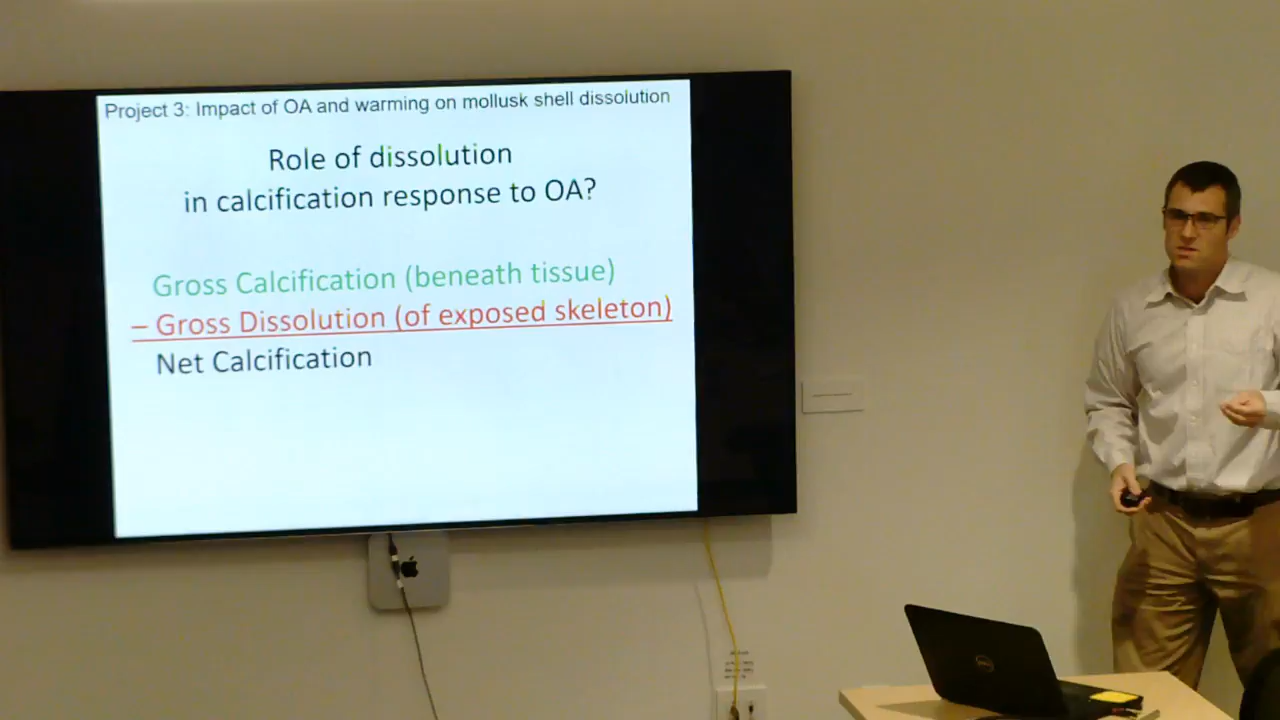 Project 3: Impact of OA and warming on mollusk shell dissolution
Role of dissolution
in calcification response to OA?
Gross Calcification (beneath tissue)
– Gross Dissolution (of exposed skeleton)
Net Calcification
DELL